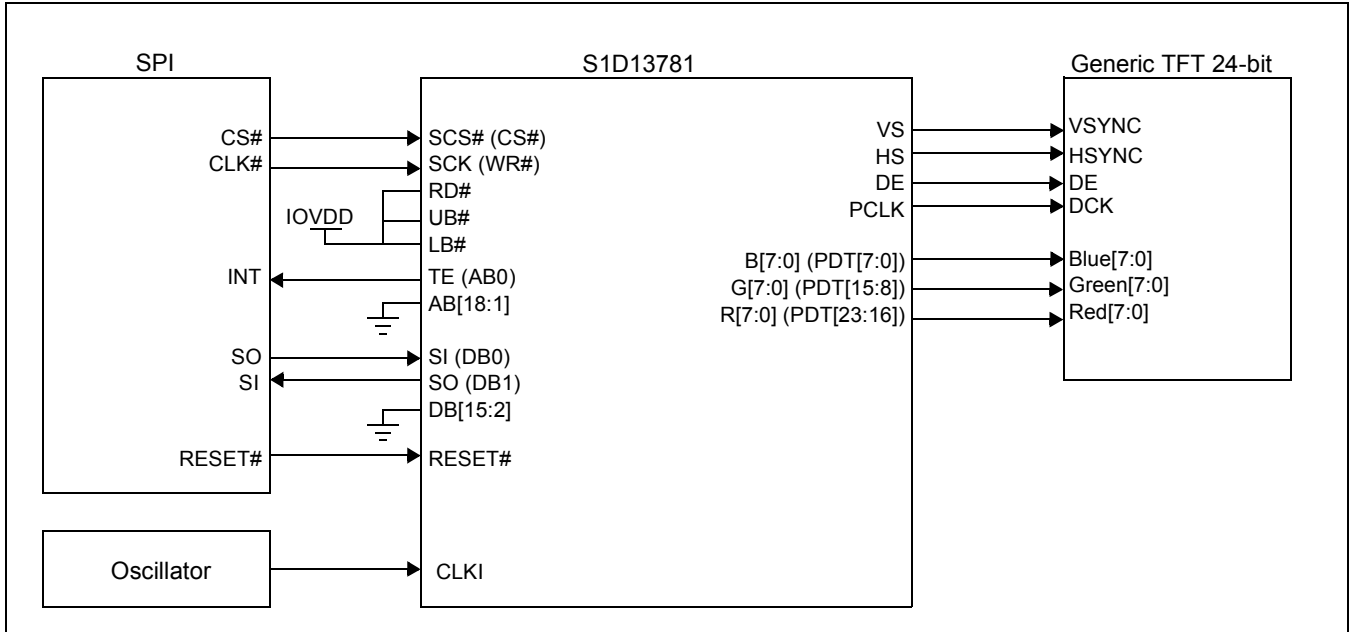 SPI
S1D13781
Generic TFT 24-bit
CS#
CLK#
INT
SO
SI
RESET#
IOVDD
SCS# (CS#)
SCK (WR#)
RD#
UB#
LB#
TE (AB0)
AB[18:1]
SI (DB0)
SO (DB1)
DB[15:2]
RESET#
CLKI
VS
HS
DE
PCLK
B[7:0] (PDT[7:0])
G[7:0] (PDT[15:8])
R[7:0] (PDT[23:16])
VSYNC
HSYNC
DE
DCK
Blue[7:0]
Green[7:0]
Red[7:0]
Oscillator